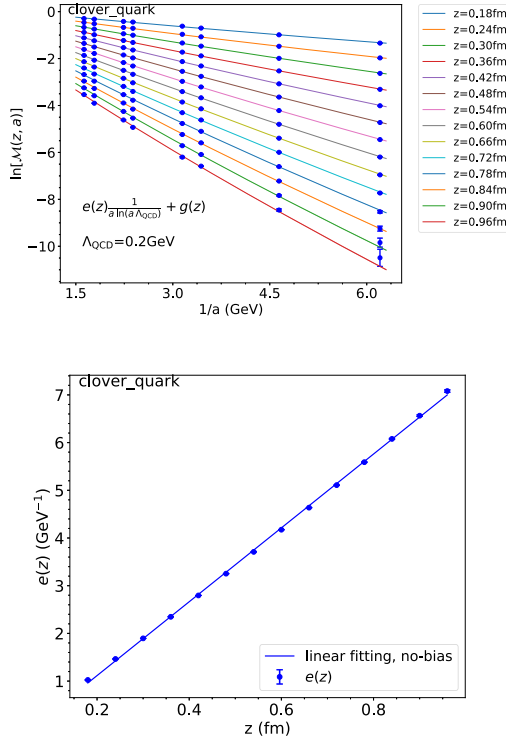 clover_quark
0
−2
−4
−6
−8
−10
ln[ℳ(z, a)]
e(z) 1/(a ln(a Λ_QCD)) + g(z)
Λ_QCD=0.2GeV
1.5 3.0 4.5 6.0
1/a (GeV)
z=0.18fm
z=0.24fm
z=0.30fm
z=0.36fm
z=0.42fm
z=0.48fm
z=0.54fm
z=0.60fm
z=0.66fm
z=0.72fm
z=0.78fm
z=0.84fm
z=0.90fm
z=0.96fm
clover_quark
7
6
5
4
3
2
1
e(z) (GeV⁻¹)
linear fitting, no-bias
e(z)
0.2 0.4 0.6 0.8
z (fm)